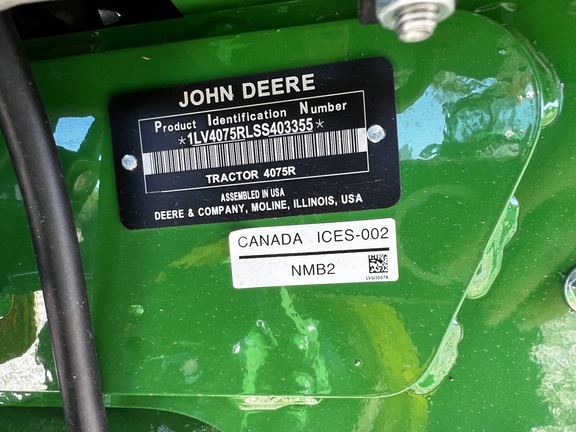 JOHN DEERE
Product Identification Number
*1LV4075RLSS403355*
TRACTOR 4075R
ASSEMBLED IN USA
DEERE & COMPANY, MOLINE, ILLINOIS, USA
CANADA ICES-002
NMB2